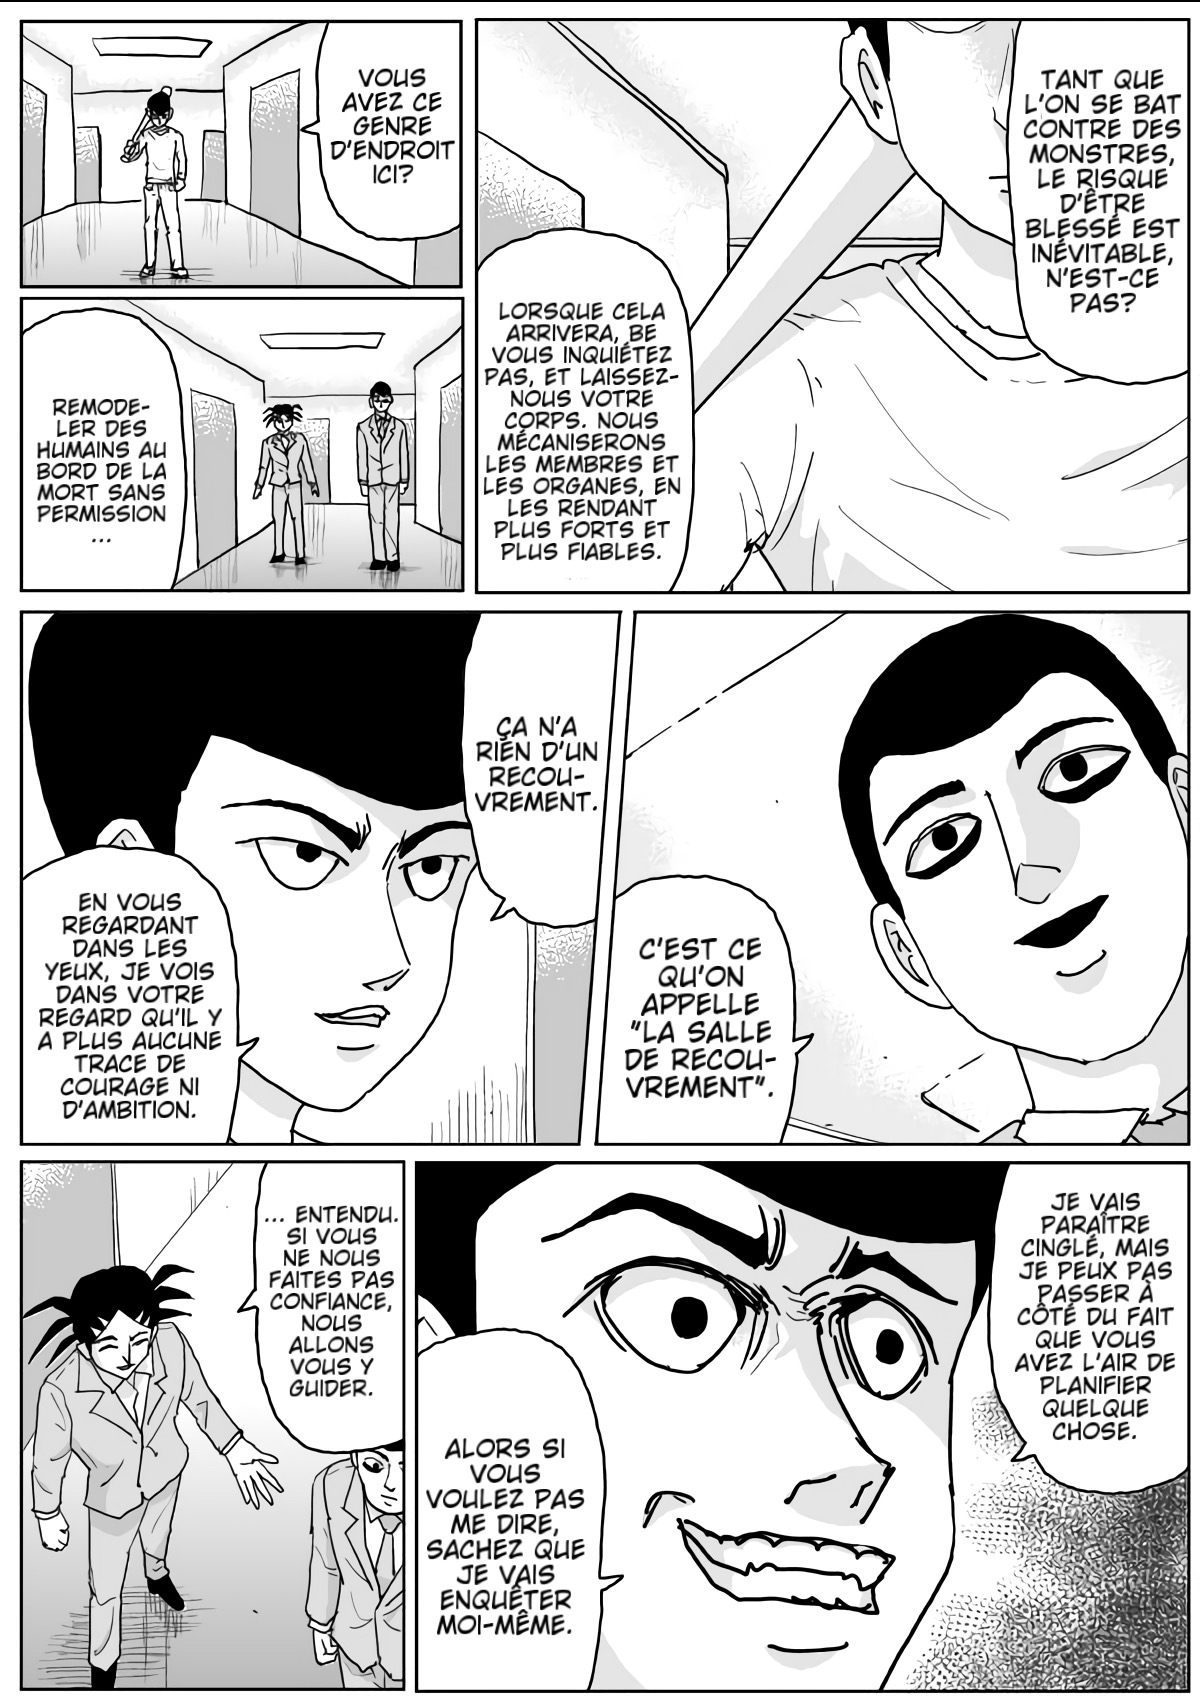 TANT QUE
L'ON SE BAT
CONTRE DES
MONSTRES,
LE RISQUE
D'ÊTRE
BLESSÉ EST
INÉVITABLE,
N'EST-CE
PAS?
LORSQUE CELA
ARRIVERA, BE
VOUS INQUIÉTEZ
PAS, ET LAISSEZ-
NOUS VOTRE
CORPS. NOUS
MÉCANISERONS
LES MEMBRES ET
LES ORGANES, EN
LES RENDANT
PLUS FORTS ET
PLUS FIABLES.
VOUS
AVEZ CE
GENRE
D'ENDROIT
ICI?
REMODE-
LER DES
HUMAINS AU
BORD DE LA
MORT SANS
PERMISSION
...
C'EST CE
QU'ON
APPELLE
"LA SALLE
DE RECOU-
VREMENT".
ÇA N'A
RIEN D'UN
RECOU-
VREMENT.
EN VOUS
REGARDANT
DANS LES
YEUX, JE VOIS
DANS VOTRE
REGARD QU'IL Y
A PLUS AUCUNE
TRACE DE
COURAGE NI
D'AMBITION.
JE VAIS
PARAÎTRE
CINGLÉ, MAIS
JE PEUX PAS
PASSER À
CÔTÉ DU FAIT
QUE VOUS
AVEZ L'AIR DE
PLANIFIER
QUELQUE
CHOSE.
ALORS SI
VOUS
VOULEZ PAS
ME DIRE,
SACHEZ QUE
JE VAIS
ENQUÊTER
MOI-MÊME.
... ENTENDU.
SI VOUS
NE NOUS
FAITES PAS
CONFIANCE,
NOUS
ALLONS
VOUS Y
GUIDER.